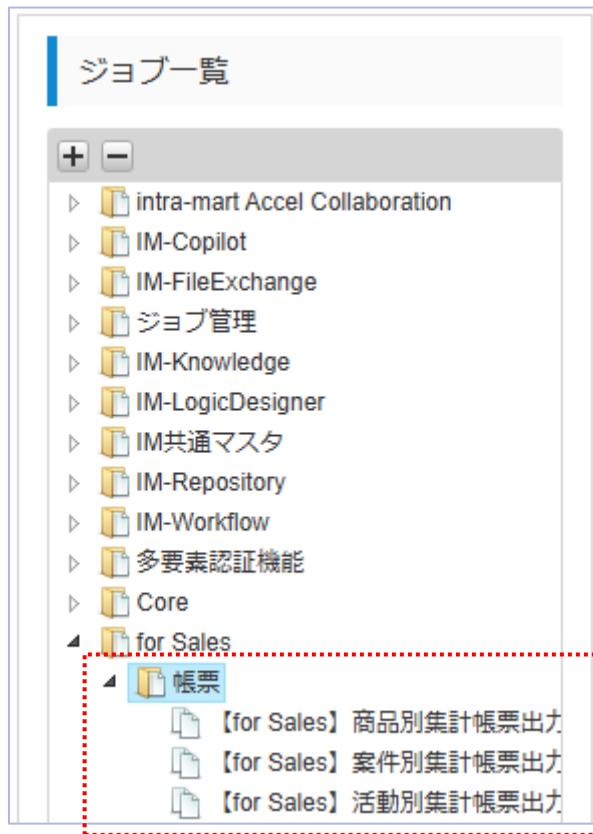 ジョブ一覧
intra-mart Accel Collaboration
IM-Copilot
IM-FileExchange
ジョブ管理
IM-Knowledge
IM-LogicDesigner
IM共通マスタ
IM-Repository
IM-Workflow
多要素認証機能
Core
for Sales
帳票
【for Sales】商品別集計帳票出力
【for Sales】案件別集計帳票出力
【for Sales】活動別集計帳票出力